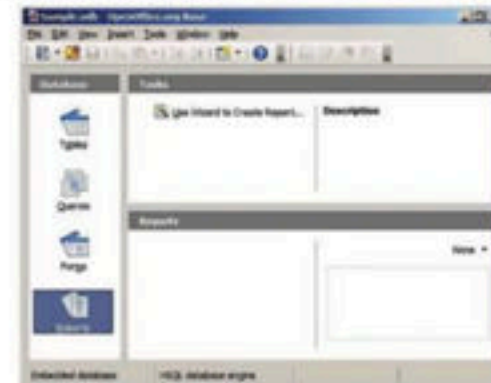 Sample.odb - OpenOffice.org Base
File Edit View Insert Tools Window Help
Database
Tasks
Tables
Queries
Forms
Reports
Use Wizard to Create Report...
Description
Reports
None
Embedded database
HSQL database engine